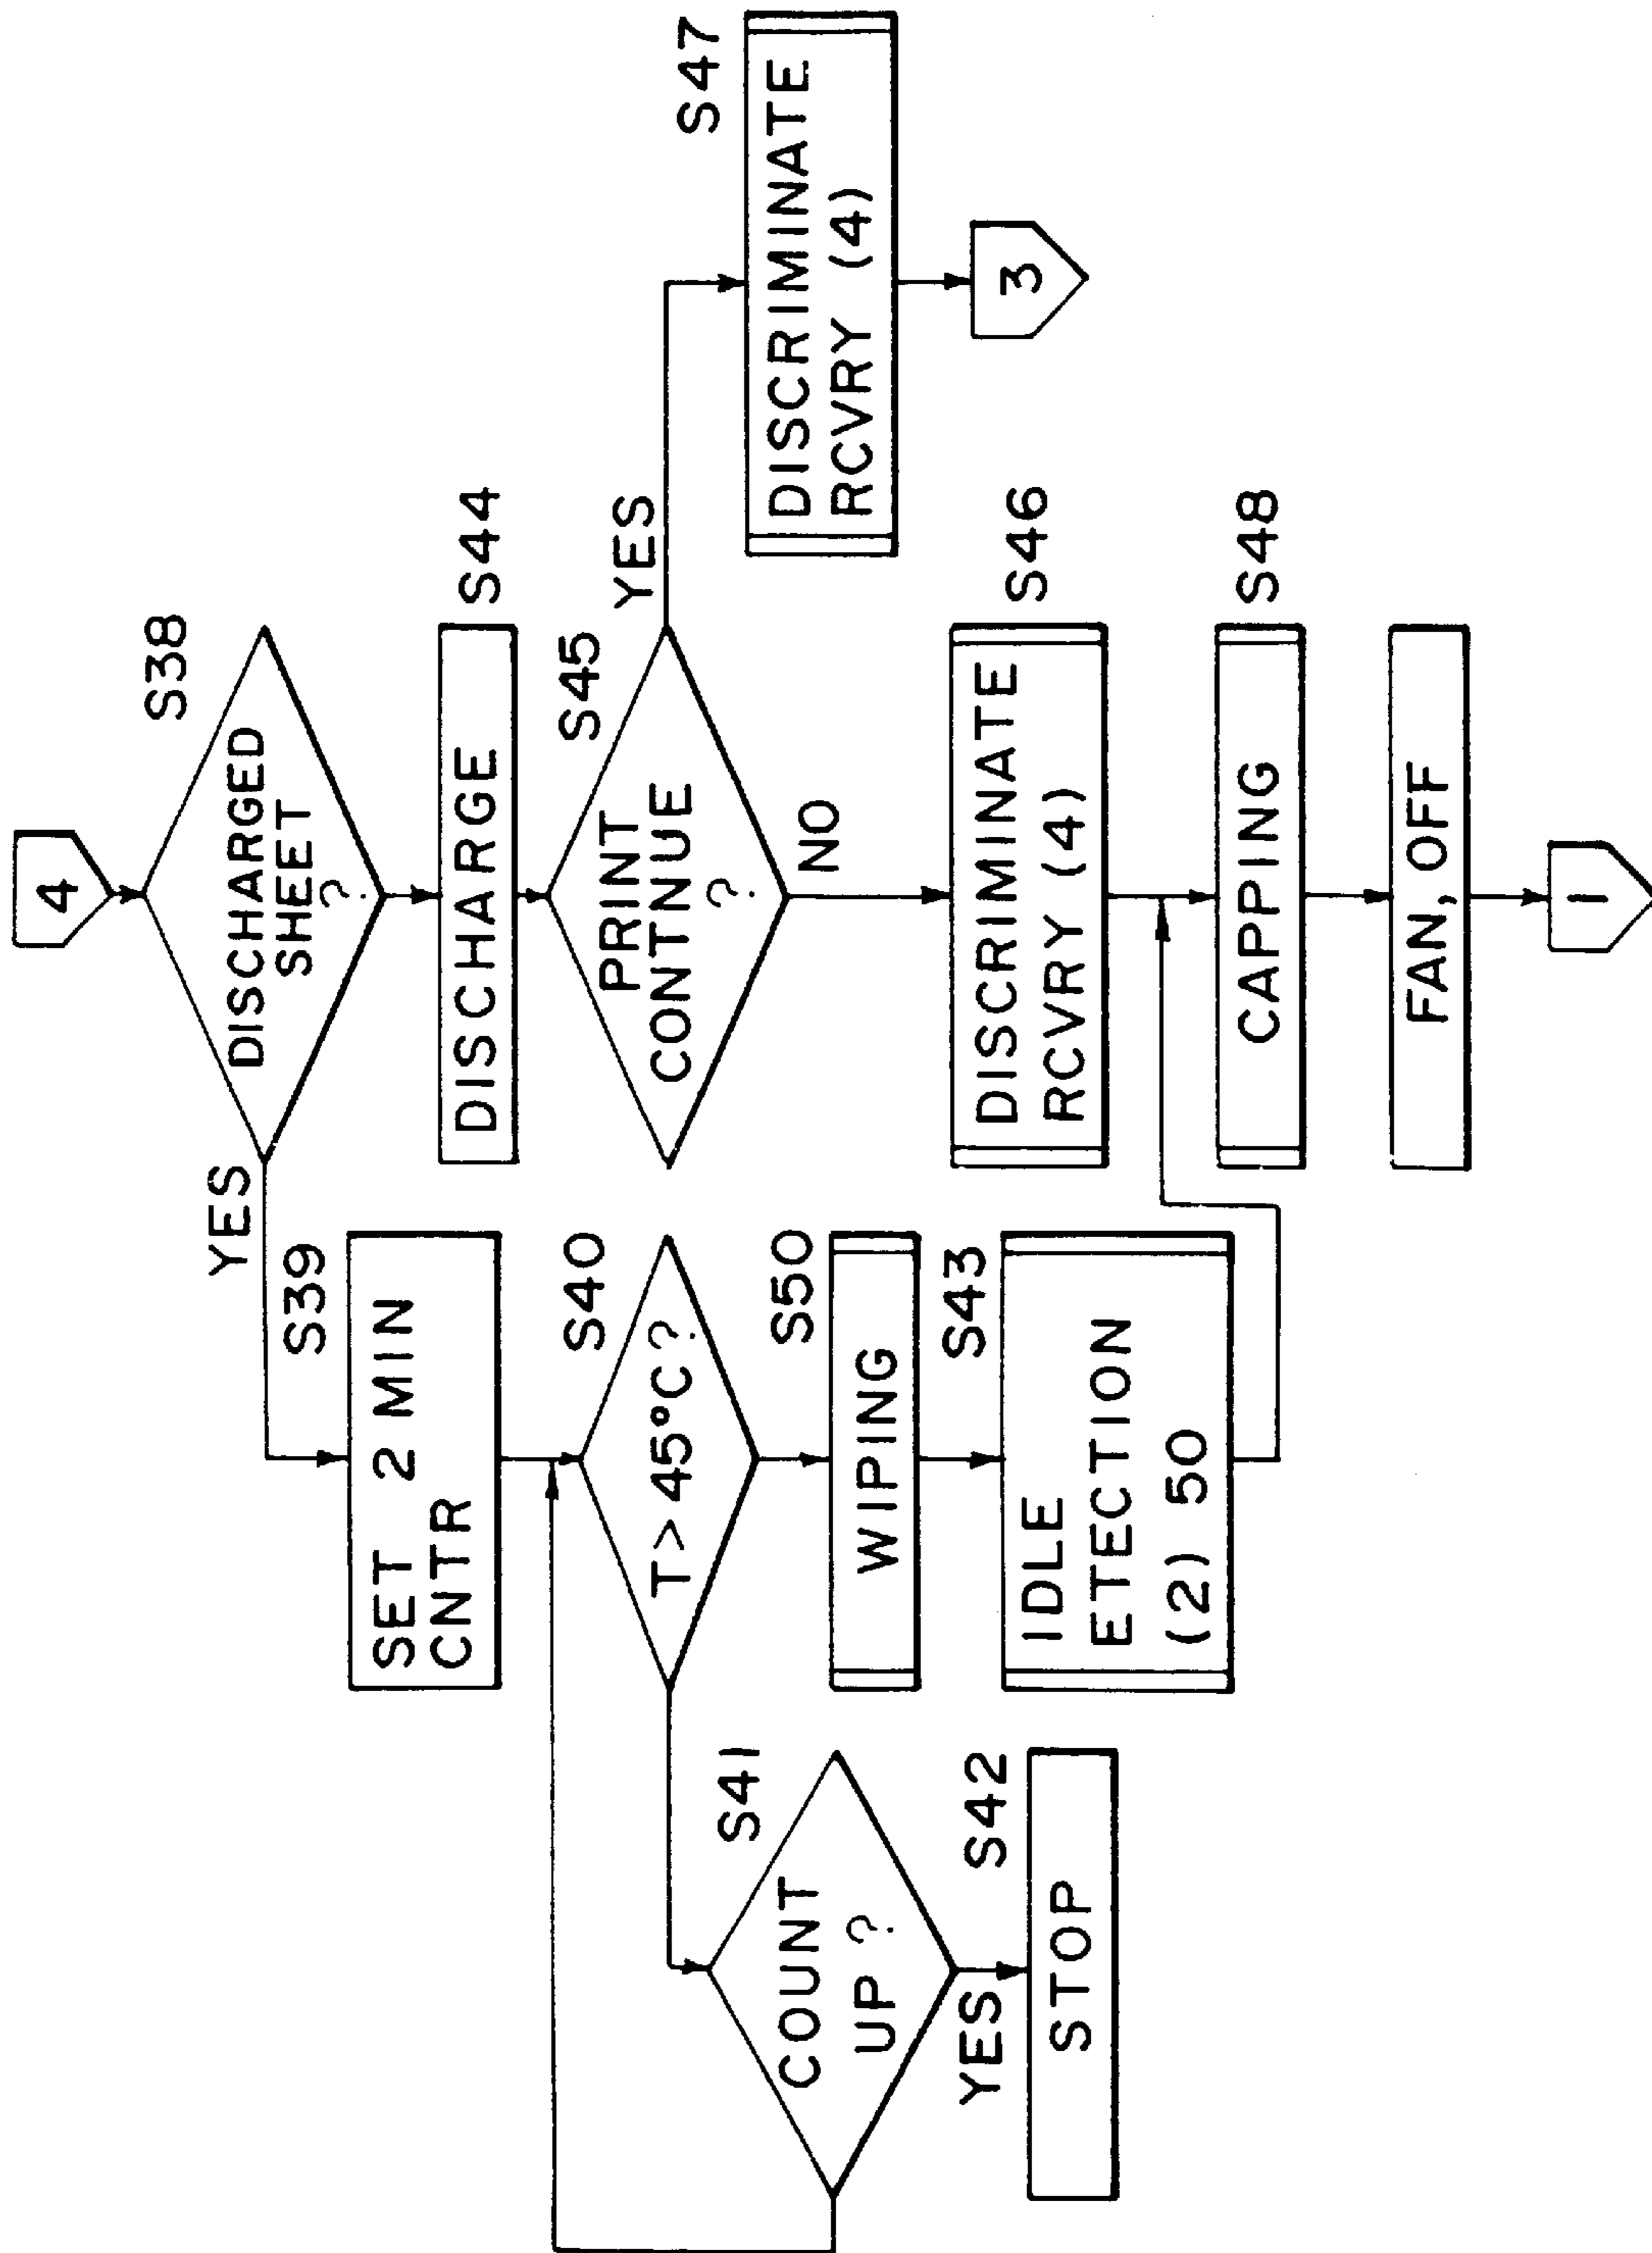 4
S38
DISCHARGED
SHEET
?
YES
S39
SET 2 MIN
CNTR
S40
T > 45°C ?
S41
COUNT
UP ?
YES
S42
STOP
S50
WIPING
S43
IDLE
ETECTION
(2) 50
S44
DISCHARGE
S45
PRINT
CONTNUE
?
YES
S47
DISCRIMINATE
RCVRY (4)
3
NO
S46
DISCRIMINATE
RCVRY (4)
S48
CAPPING
FAN, OFF
1